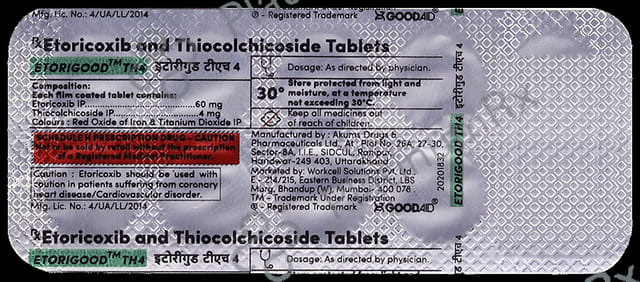 Mfg. Lic. No.: 4/UA/LL/2014
® - Registered Trademark GOODAID
Rx Etoricoxib and Thiocolchicoside Tablets
ETORIGOOD™ TH4 इटोरीगुड टीएच 4
Dosage: As directed by physician.
Composition:
Each film coated tablet contains:
Etoricoxib IP 60 mg
Thiocolchicoside IP 4 mg
Colours : Red Oxide of Iron & Titanium Dioxide IP
30° Store protected from light and
moisture, at a temperature
not exceeding 30°C.
Keep all medicines out
of reach of children.
SCHEDULE H PRESCRIPTION DRUG - CAUTION
Not to be sold by retail without the prescription
of a Registered Medical Practitioner.
Caution : Etoricoxib should be used with
caution in patients suffering from coronary
heart disease/Cardiovascular disorder.
Mfg. Lic. No.: 4/UA/LL/2014
Manufactured by : Akums Drugs &
Pharmaceuticals Ltd., At : Plot No. 26A, 27-30,
Sector-8A, I.I.E., SIDCUL, Ranipur,
Haridwar-249 403, Uttarakhand.
Marketed by: Workcell Solutions Pvt. Ltd.,
E - 214/215, Eastern Business District, LBS
Marg, Bhandup (W), Mumbai- 400 078.
TM - Trademark Under Registration
® - Registered Trademark GOODAID
20201832
ETORIGOOD TH4
इटोरीगुड टीएच 4
Rx Etoricoxib and Thiocolchicoside Tablets
ETORIGOOD™ TH4 इटोरीगुड टीएच 4
Dosage: As directed by physician.